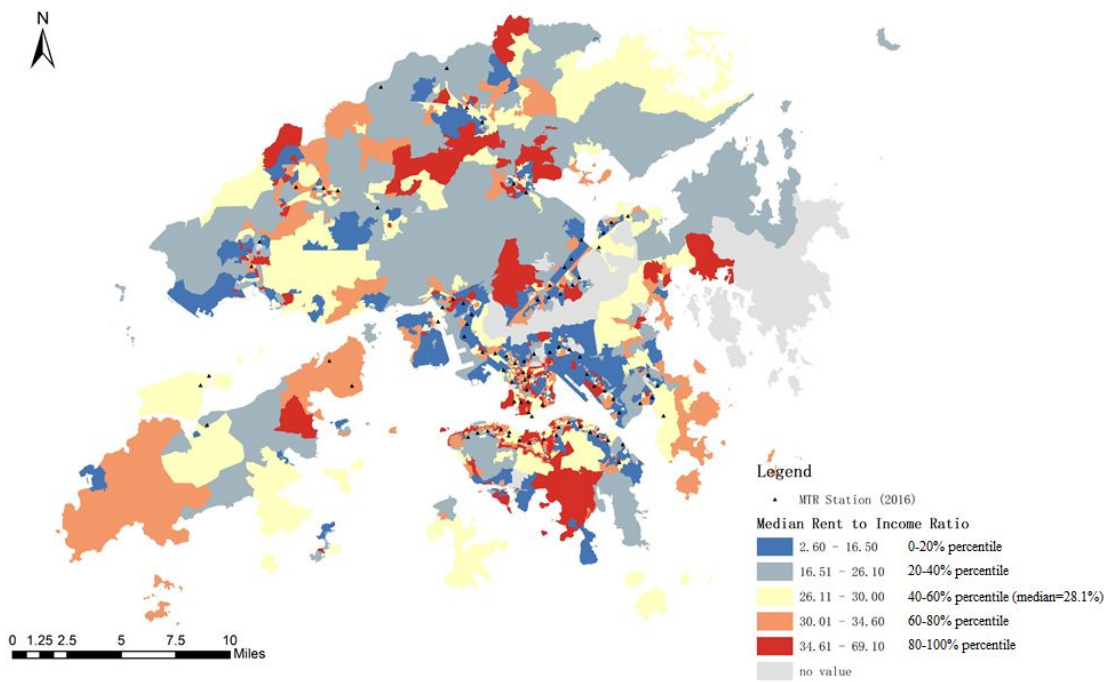 N
0 1.25 2.5 5 7.5 10
Miles
Legend
MTR Station (2016)
Median Rent to Income Ratio
2.60 - 16.50 0-20% percentile
16.51 - 26.10 20-40% percentile
26.11 - 30.00 40-60% percentile (median=28.1%)
30.01 - 34.60 60-80% percentile
34.61 - 69.10 80-100% percentile
no value